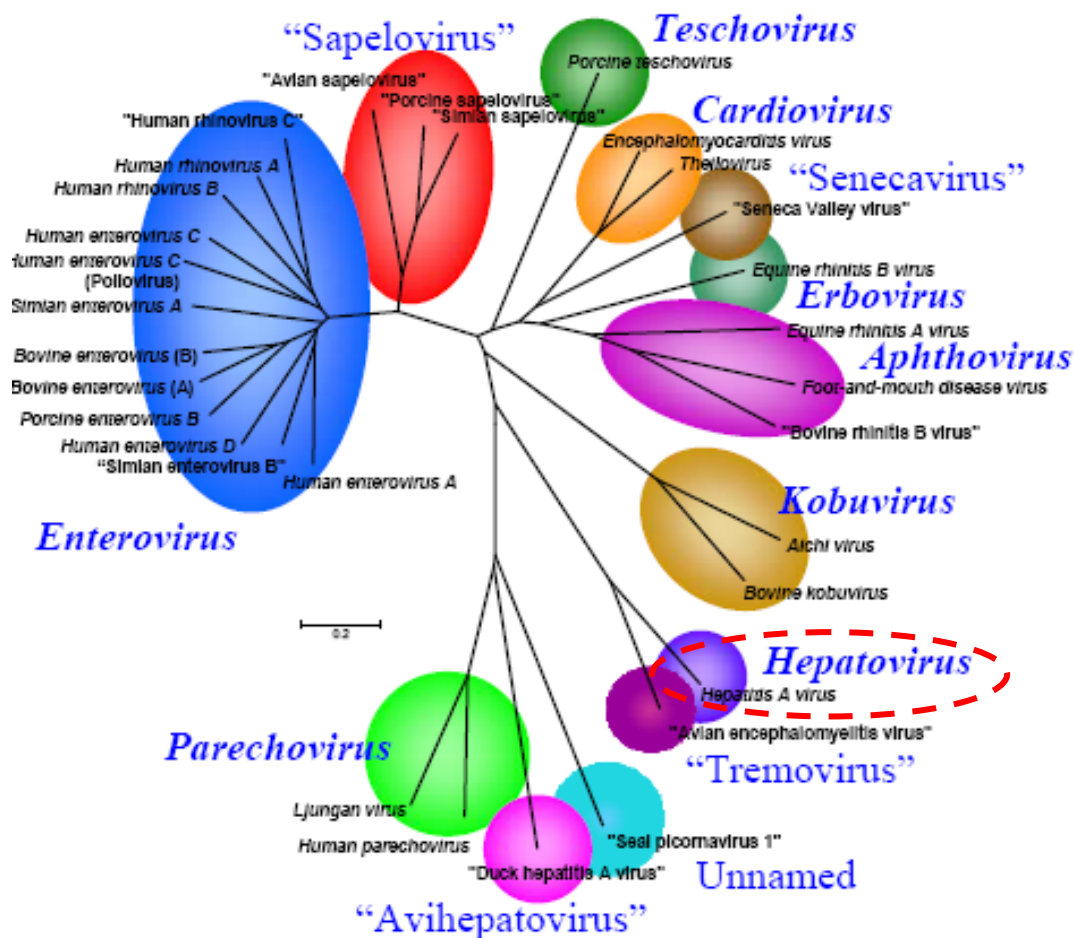 Teschovirus
“Sapelovirus”
Porcine teschovirus
"Avian sapelovirus"
"Porcine sapelovirus"
"Simian sapelovirus"
Cardiovirus
Encephalomyocarditis virus
Theilovirus
"Human rhinovirus C"
Human rhinovirus A
Human rhinovirus B
“Senecavirus”
"Seneca Valley virus"
Human enterovirus C
Human enterovirus C
(Poliovirus)
Simian enterovirus A
Bovine enterovirus (B)
Bovine enterovirus (A)
Porcine enterovirus B
Human enterovirus D
"Simian enterovirus B"
Human enterovirus A
Enterovirus
Equine rhinitis B virus
Erbovirus
Equine rhinitis A virus
Aphthovirus
Foot-and-mouth disease virus
"Bovine rhinitis B virus"
Kobuvirus
Aichi virus
Bovine kobuvirus
0.2
Hepatovirus
Hepatitis A virus
"Avian encephalomyelitis virus"
“Tremovirus”
Parechovirus
Ljungan virus
Human parechovirus
"Seal picornavirus 1"
Unnamed
"Duck hepatitis A virus"
“Avihepatovirus”